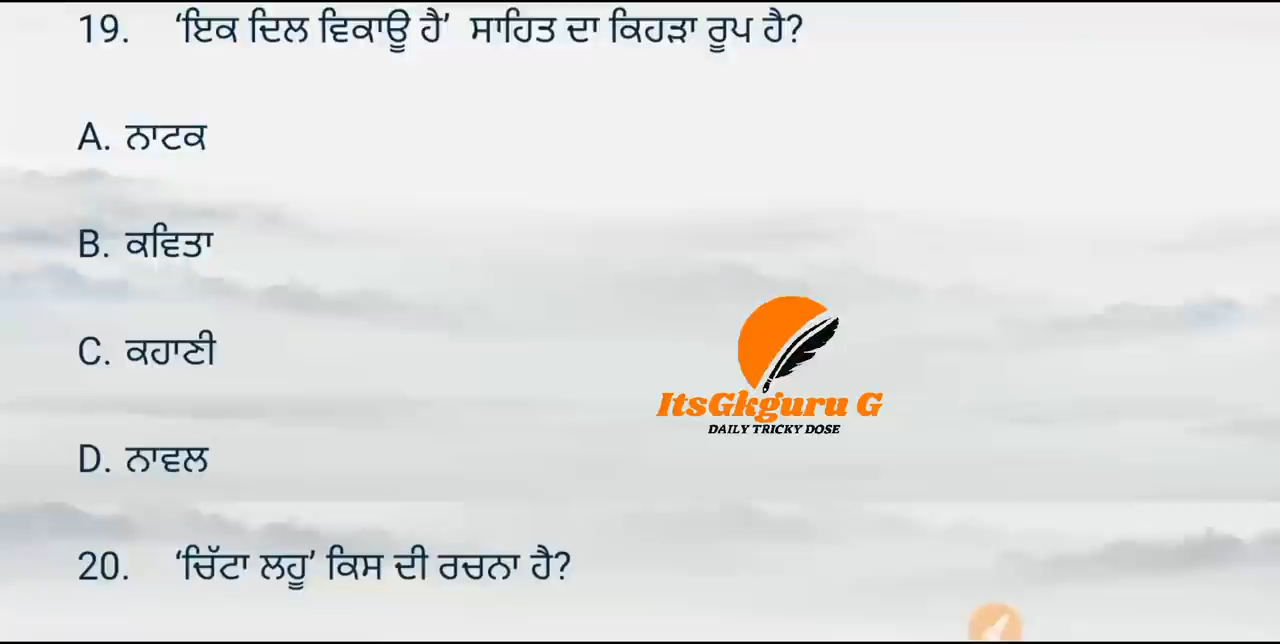 19. ‘ਇਕ ਦਿਲ ਵਿਕਾਊ ਹੈ’ ਸਾਹਿਤ ਦਾ ਕਿਹੜਾ ਰੂਪ ਹੈ?
A. ਨਾਟਕ
B. ਕਵਿਤਾ
C. ਕਹਾਣੀ
ItsGkguru G
DAILY TRICKY DOSE
D. ਨਾਵਲ
20. ‘ਚਿੱਟਾ ਲਹੂ’ ਕਿਸ ਦੀ ਰਚਨਾ ਹੈ?